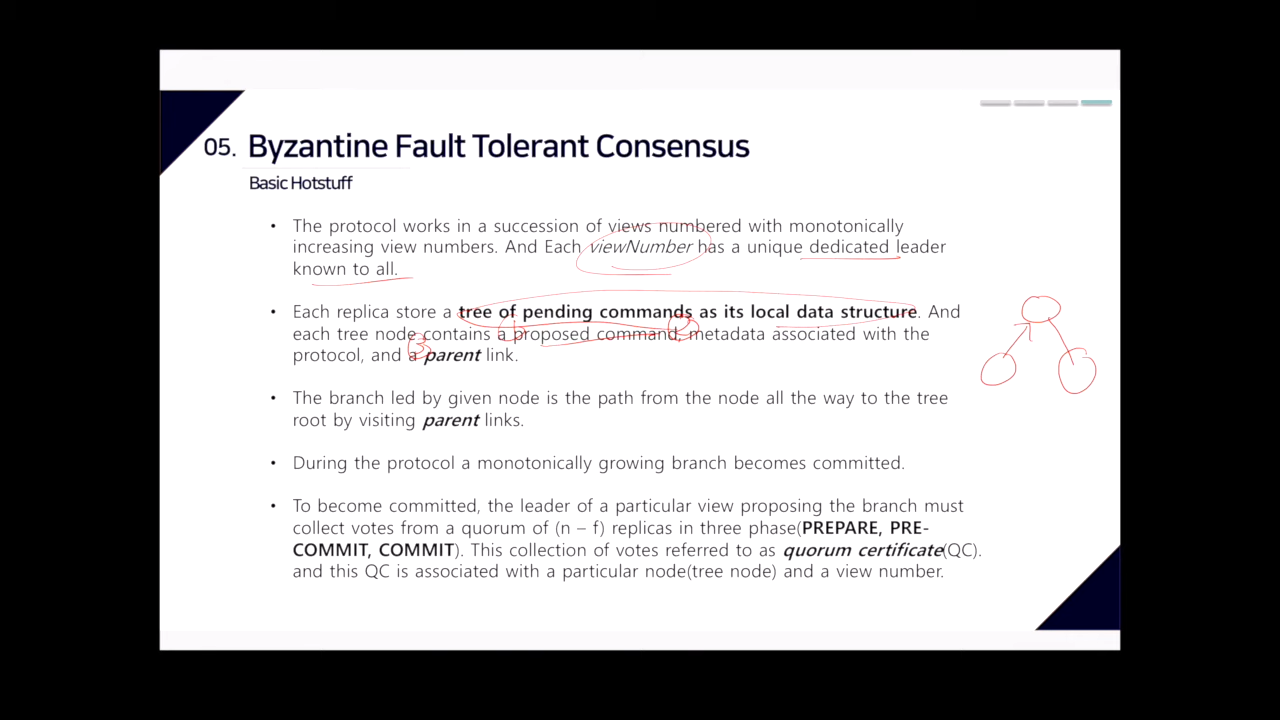 05. Byzantine Fault Tolerant Consensus
Basic Hotstuff
• The protocol works in a succession of views numbered with monotonically
increasing view numbers. And Each viewNumber has a unique dedicated leader
known to all.
• Each replica store a tree of pending commands as its local data structure. And
each tree node contains a proposed command, metadata associated with the
protocol, and a parent link.
1
2
3
• The branch led by given node is the path from the node all the way to the tree
root by visiting parent links.
• During the protocol a monotonically growing branch becomes committed.
• To become committed, the leader of a particular view proposing the branch must
collect votes from a quorum of (n – f) replicas in three phase(PREPARE, PRE-
COMMIT, COMMIT). This collection of votes referred to as quorum certificate(QC).
and this QC is associated with a particular node(tree node) and a view number.